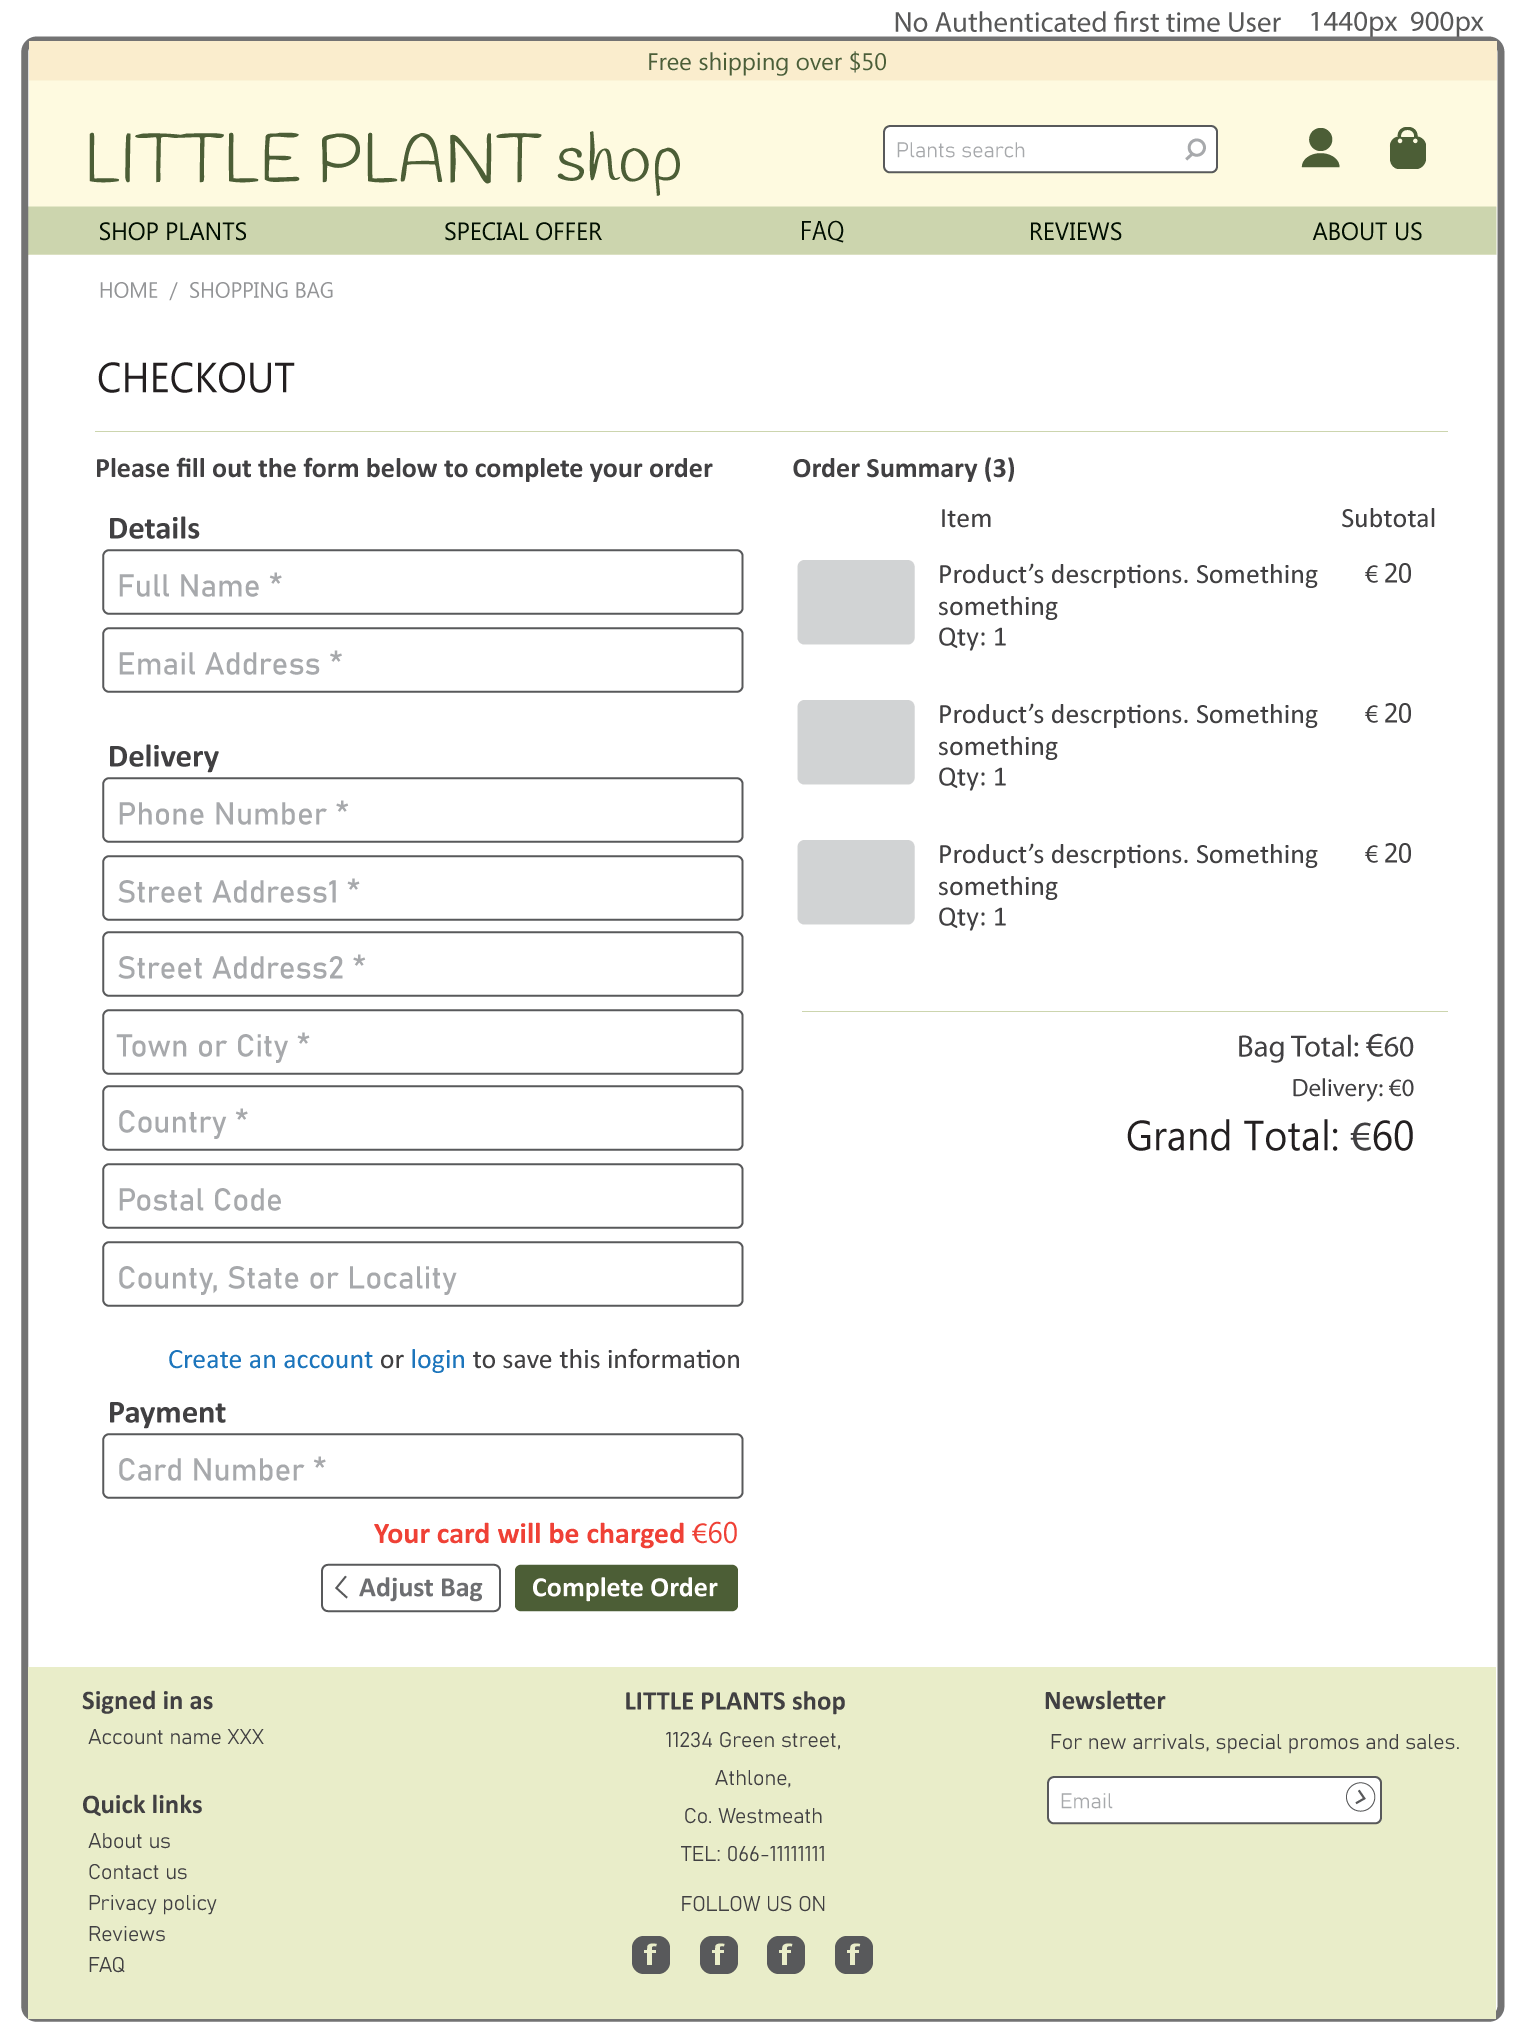 No Authenticated first time User 1440px 900px
Free shipping over $50
LITTLE PLANT shop
Plants search
SHOP PLANTS SPECIAL OFFER FAQ REVIEWS ABOUT US
HOME / SHOPPING BAG
CHECKOUT
Please fill out the form below to complete your order
Details
Full Name *
Email Address *
Delivery
Phone Number *
Street Address1 *
Street Address2 *
Town or City *
Country *
Postal Code
County, State or Locality
Create an account or login to save this information
Payment
Card Number *
Your card will be charged €60
Adjust Bag Complete Order
Order Summary (3)
Item Subtotal
Product’s descrptions. Something € 20
something
Qty: 1
Product’s descrptions. Something € 20
something
Qty: 1
Product’s descrptions. Something € 20
something
Qty: 1
Bag Total: €60
Delivery: €0
Grand Total: €60
Signed in as
Account name XXX
Quick links
About us
Contact us
Privacy policy
Reviews
FAQ
LITTLE PLANTS shop
11234 Green street,
Athlone,
Co. Westmeath
TEL: 066-11111111
FOLLOW US ON
f f f f
Newsletter
For new arrivals, special promos and sales.
Email